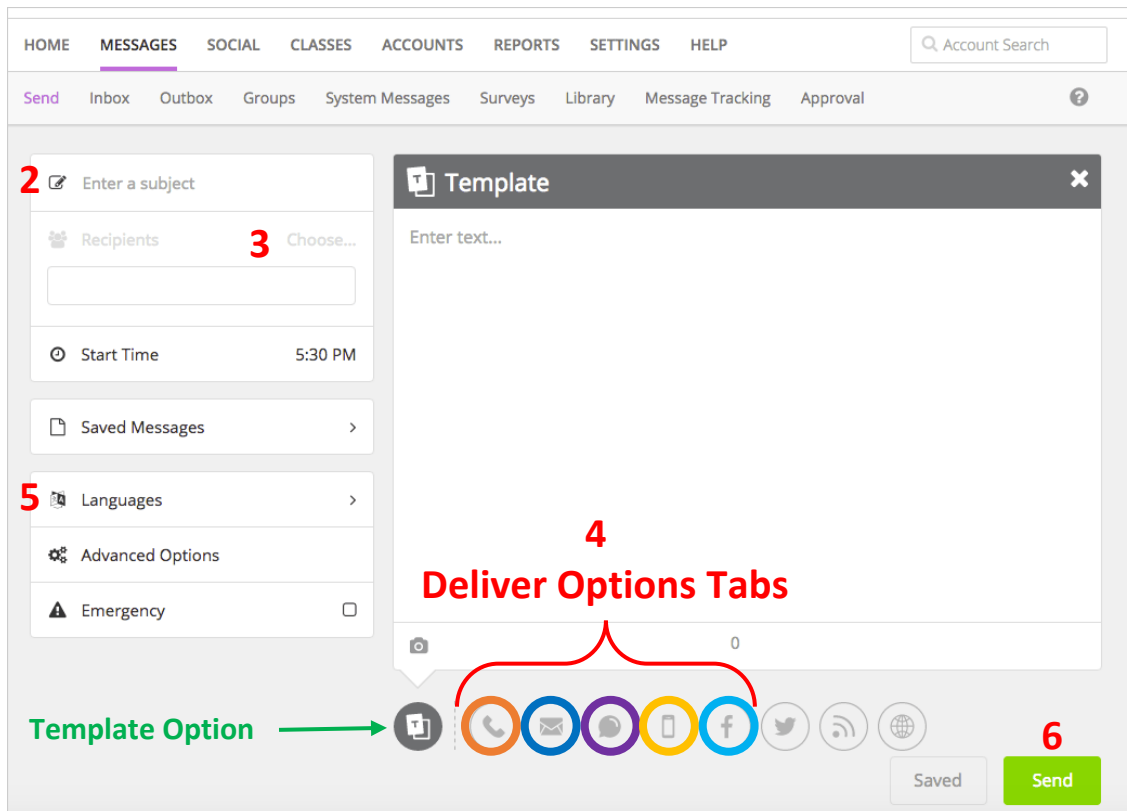 HOME MESSAGES SOCIAL CLASSES ACCOUNTS REPORTS SETTINGS HELP Account Search
Send Inbox Outbox Groups System Messages Surveys Library Message Tracking Approval ?
2 Enter a subject
3 Recipients Choose...
Start Time 5:30 PM
Saved Messages >
5 Languages >
Advanced Options
Emergency
T Template
Enter text...
4
Deliver Options Tabs
0
Template Option
T
6
Saved Send